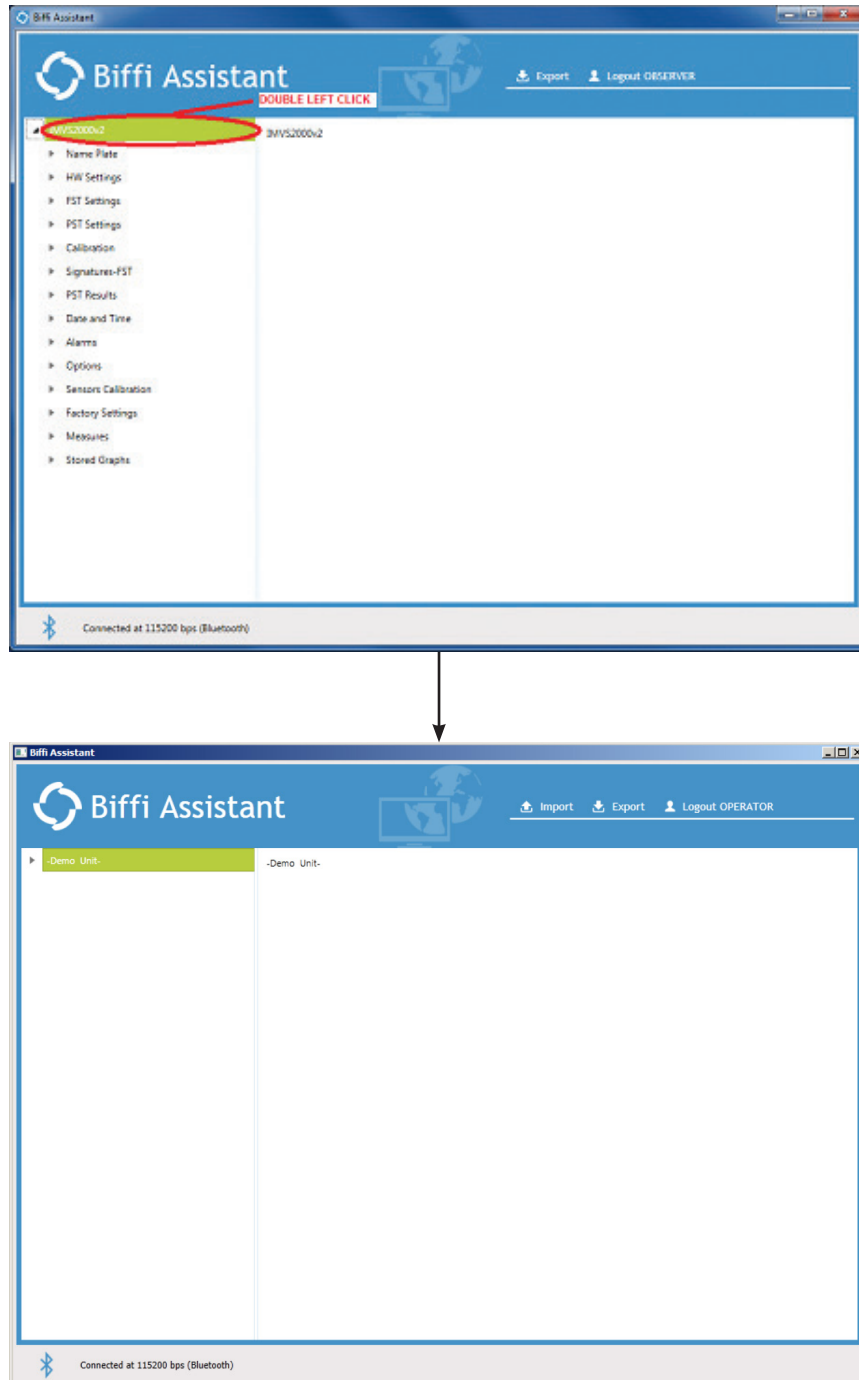 Biffi Assistant
Biffi Assistant
Export Logout OBSERVER
DOUBLE LEFT CLICK
IMVS2000v2
IMVS2000v2
Name Plate
HW Settings
FST Settings
PST Settings
Calibration
Signatures-FST
PST Results
Date and Time
Alarms
Options
Sensors Calibration
Factory Settings
Measures
Stored Graphs
Connected at 115200 bps (Bluetooth)
Biffi Assistant
Biffi Assistant
Import Export Logout OPERATOR
-Demo Unit-
-Demo Unit-
Connected at 115200 bps (Bluetooth)